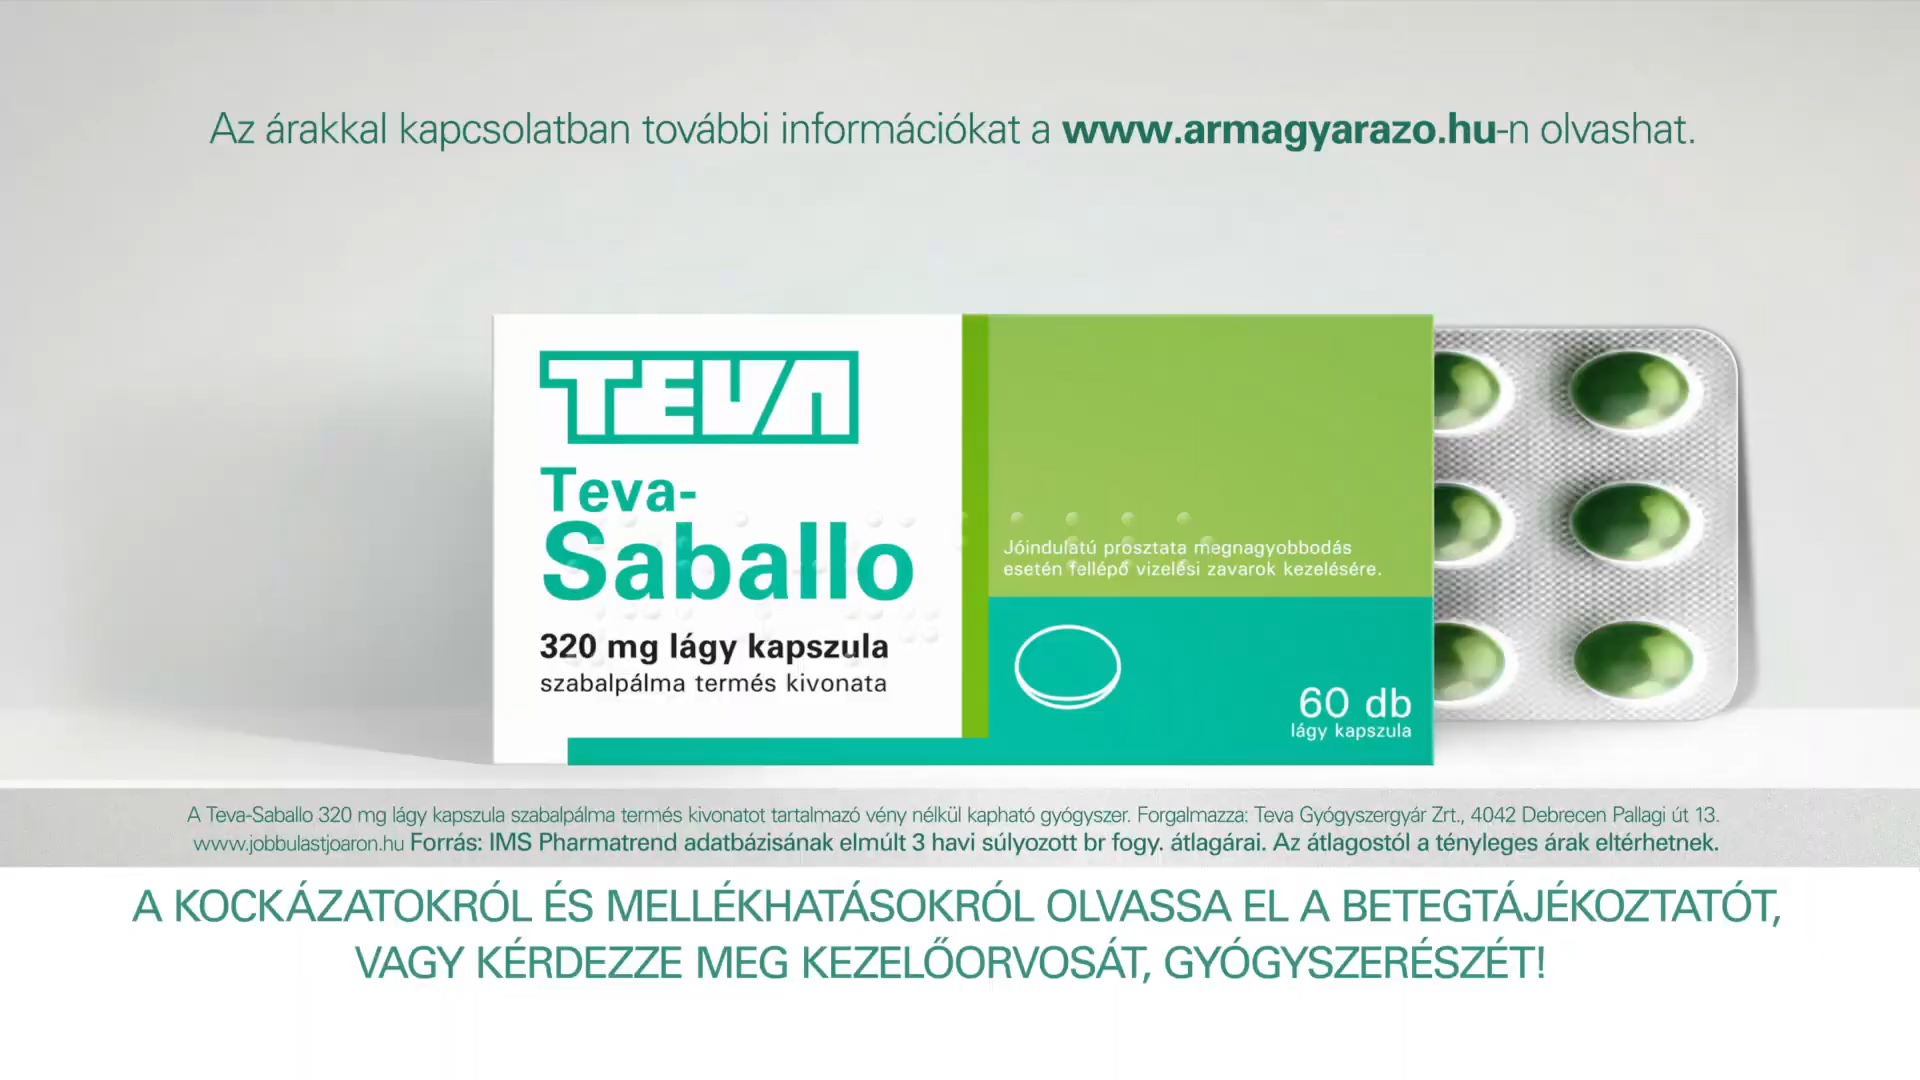 Az árakkal kapcsolatban további információkat a www.armagyarazo.hu-n olvashat.
TEVA
Teva-
Saballo
320 mg lágy kapszula
szabalpálma termés kivonata
Jóindulatú prosztata megnagyobbodás
esetén fellépő vizelési zavarok kezelésére.
60 db
lágy kapszula
A Teva-Saballo 320 mg lágy kapszula szabalpálma termés kivonatot tartalmazó vény nélkül kapható gyógyszer. Forgalmazza: Teva Gyógyszergyár Zrt., 4042 Debrecen Pallagi út 13.
www.jobbulastjoaron.hu Forrás: IMS Pharmatrend adatbázisának elmúlt 3 havi súlyozott br fogy. átlagárai. Az átlagostól a tényleges árak eltérhetnek.
A KOCKÁZATOKRÓL ÉS MELLÉKHATÁSOKRÓL OLVASSA EL A BETEGTÁJÉKOZTATÓT,
VAGY KÉRDEZZE MEG KEZELŐORVOSÁT, GYÓGYSZERÉSZÉT!